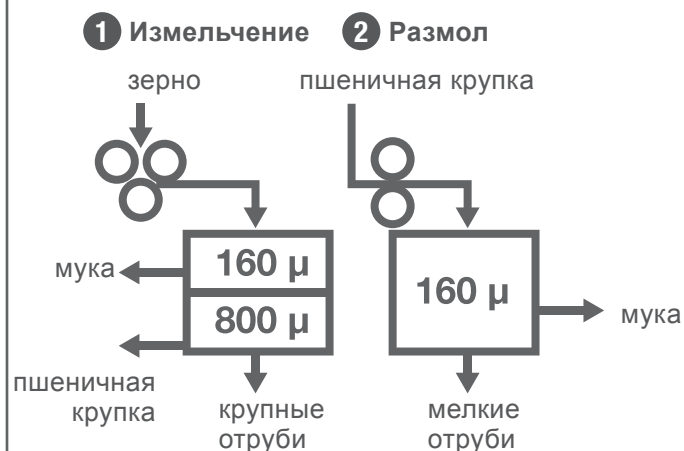 1 Измельчение
2 Размол
зерно
пшеничная крупка
160 µ
800 µ
мука
пшеничная
крупка
крупные
отруби
160 µ
мука
мелкие
отруби